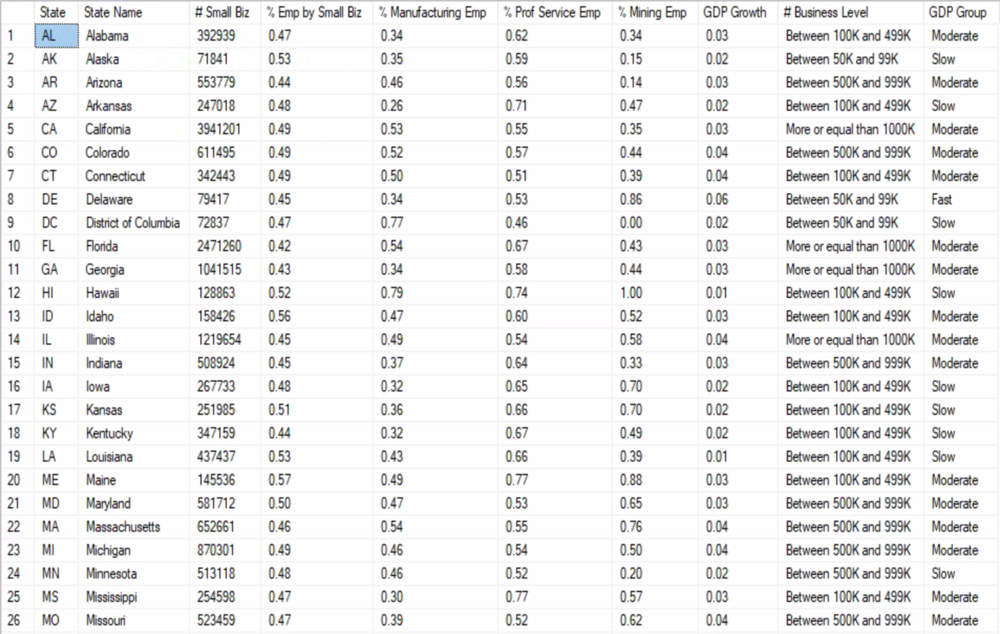 State State Name # Small Biz % Emp by Small Biz % Manufacturing Emp % Prof Service Emp % Mining Emp GDP Growth # Business Level GDP Group
1 AL Alabama 392939 0.47 0.34 0.62 0.34 0.03 Between 100K and 499K Moderate
2 AK Alaska 71841 0.53 0.35 0.59 0.15 0.02 Between 50K and 99K Slow
3 AR Arizona 553779 0.44 0.46 0.56 0.14 0.03 Between 500K and 999K Moderate
4 AZ Arkansas 247018 0.48 0.26 0.71 0.47 0.02 Between 100K and 499K Slow
5 CA California 3941201 0.49 0.53 0.55 0.35 0.03 More or equal than 1000K Moderate
6 CO Colorado 611495 0.49 0.52 0.57 0.44 0.04 Between 500K and 999K Moderate
7 CT Connecticut 342443 0.49 0.50 0.51 0.39 0.04 Between 100K and 499K Moderate
8 DE Delaware 79417 0.45 0.34 0.53 0.86 0.06 Between 50K and 99K Fast
9 DC District of Columbia 72837 0.47 0.77 0.46 0.00 0.02 Between 50K and 99K Slow
10 FL Florida 2471260 0.42 0.54 0.67 0.43 0.03 More or equal than 1000K Moderate
11 GA Georgia 1041515 0.43 0.34 0.58 0.44 0.03 More or equal than 1000K Moderate
12 HI Hawaii 128863 0.52 0.79 0.74 1.00 0.01 Between 100K and 499K Slow
13 ID Idaho 158426 0.56 0.47 0.60 0.52 0.03 Between 100K and 499K Moderate
14 IL Illinois 1219654 0.45 0.49 0.54 0.58 0.04 More or equal than 1000K Moderate
15 IN Indiana 508924 0.45 0.37 0.64 0.33 0.03 Between 500K and 999K Moderate
16 IA Iowa 267733 0.48 0.32 0.65 0.70 0.02 Between 100K and 499K Slow
17 KS Kansas 251985 0.51 0.36 0.66 0.70 0.02 Between 100K and 499K Slow
18 KY Kentucky 347159 0.44 0.32 0.67 0.49 0.02 Between 100K and 499K Slow
19 LA Louisiana 437437 0.53 0.43 0.66 0.39 0.01 Between 100K and 499K Slow
20 ME Maine 145536 0.57 0.49 0.77 0.88 0.03 Between 100K and 499K Moderate
21 MD Maryland 581712 0.50 0.47 0.53 0.65 0.03 Between 500K and 999K Moderate
22 MA Massachusetts 652661 0.46 0.54 0.55 0.76 0.04 Between 500K and 999K Moderate
23 MI Michigan 870301 0.49 0.46 0.54 0.50 0.04 Between 500K and 999K Moderate
24 MN Minnesota 513118 0.48 0.46 0.52 0.20 0.02 Between 500K and 999K Slow
25 MS Mississippi 254598 0.47 0.30 0.77 0.57 0.03 Between 100K and 499K Moderate
26 MO Missouri 523459 0.47 0.39 0.52 0.62 0.04 Between 500K and 999K Moderate